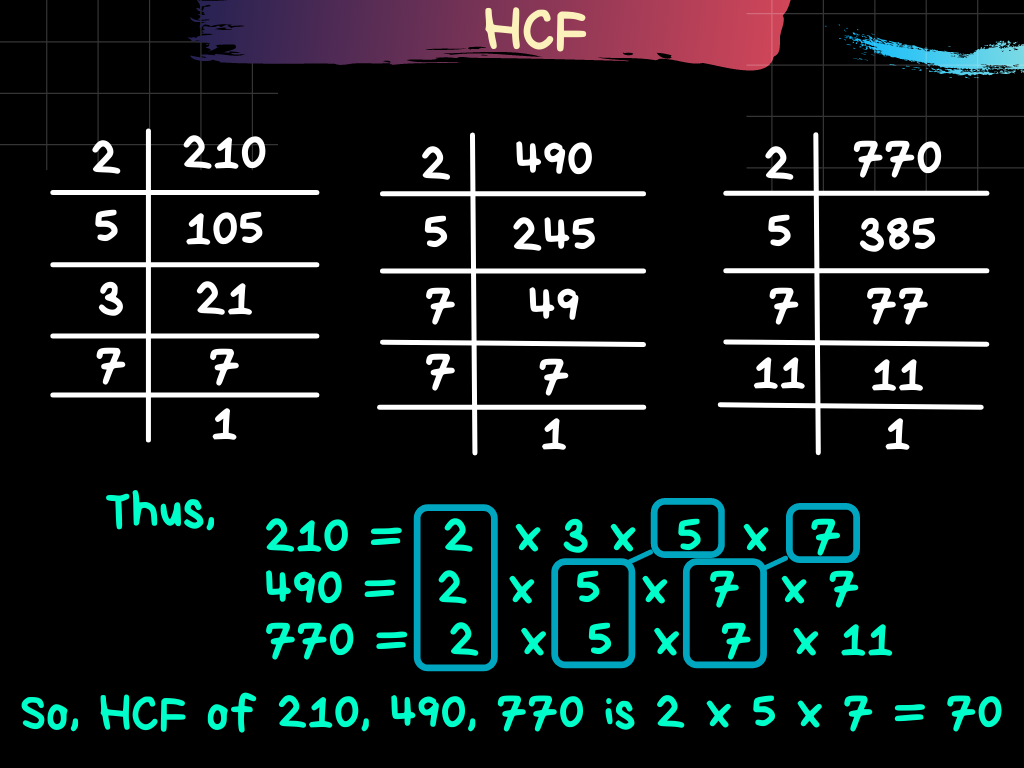 HCF
2 210
5 105
3 21
7 7
1
2 490
5 245
7 49
7 7
1
2 770
5 385
7 77
11 11
1
Thus,
210 = 2 x 3 x 5 x 7
490 = 2 x 5 x 7 x 7
770 = 2 x 5 x 7 x 11
So, HCF of 210, 490, 770 is 2 x 5 x 7 = 70